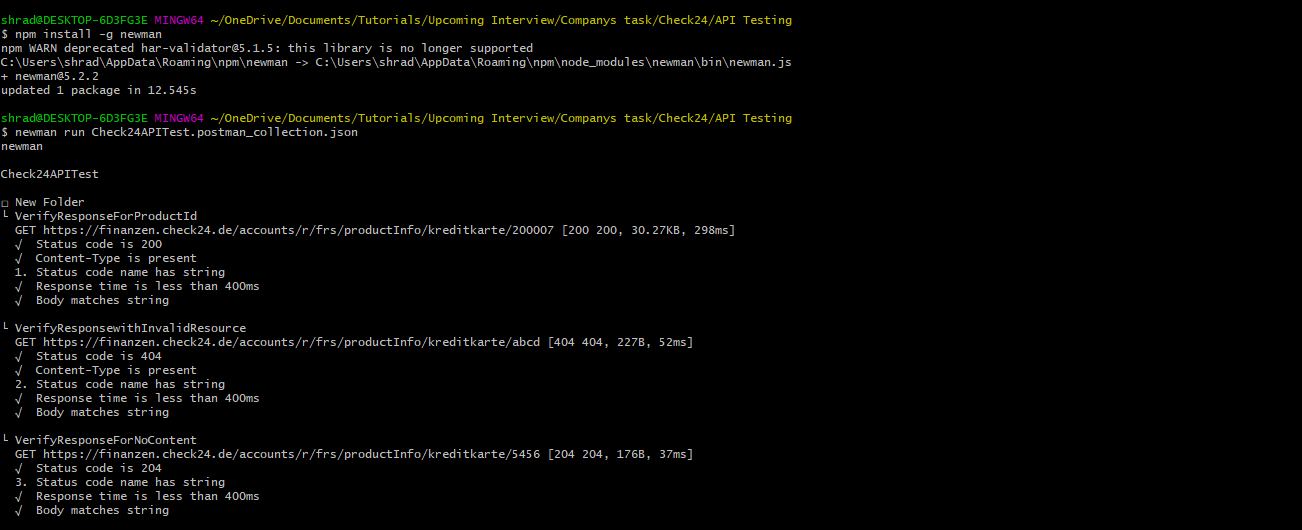 shrad@DESKTOP-6D3FG3E MINGW64 ~/OneDrive/Documents/Tutorials/Upcoming Interview/Companys task/Check24/API Testing
$ npm install -g newman
npm WARN deprecated har-validator@5.1.5: this library is no longer supported
C:\Users\shrad\AppData\Roaming\npm\newman -> C:\Users\shrad\AppData\Roaming\npm\node_modules\newman\bin\newman.js
+ newman@5.2.2
updated 1 package in 12.545s
shrad@DESKTOP-6D3FG3E MINGW64 ~/OneDrive/Documents/Tutorials/Upcoming Interview/Companys task/Check24/API Testing
$ newman run Check24APITest.postman_collection.json
newman
Check24APITest
□ New Folder
└ VerifyResponseForProductId
GET https://finanzen.check24.de/accounts/r/frs/productInfo/kreditkarte/200007 [200 200, 30.27KB, 298ms]
√ Status code is 200
√ Content-Type is present
1. Status code name has string
√ Response time is less than 400ms
√ Body matches string
└ VerifyResponsewithInvalidResource
GET https://finanzen.check24.de/accounts/r/frs/productInfo/kreditkarte/abcd [404 404, 227B, 52ms]
√ Status code is 404
√ Content-Type is present
2. Status code name has string
√ Response time is less than 400ms
√ Body matches string
└ VerifyResponseForNoContent
GET https://finanzen.check24.de/accounts/r/frs/productInfo/kreditkarte/5456 [204 204, 176B, 37ms]
√ Status code is 204
3. Status code name has string
√ Response time is less than 400ms
√ Body matches string